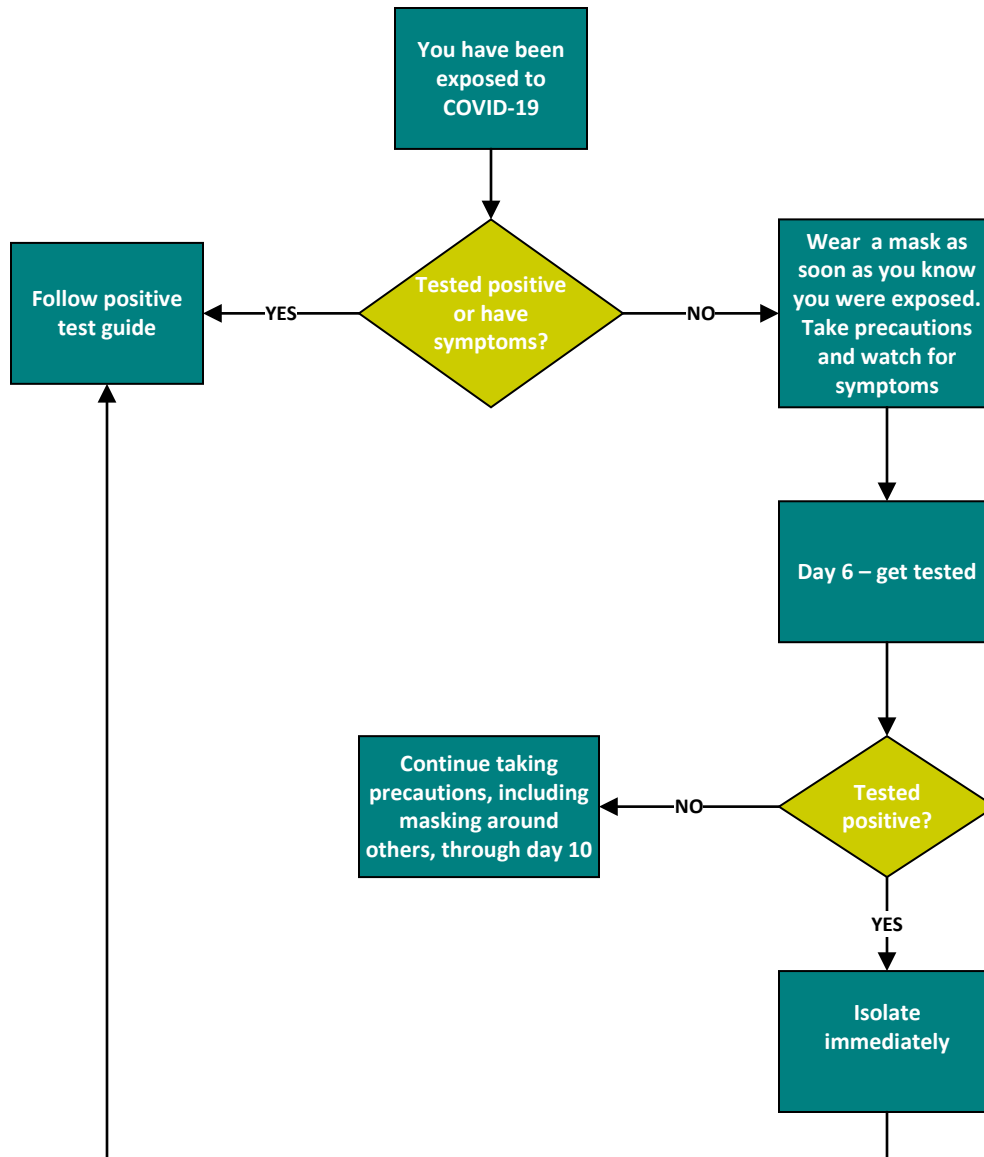 You have been
exposed to
COVID-19
Tested positive
or have
symptoms?
YES
Follow positive
test guide
NO
Wear  a mask as
soon as you know
you were exposed.
Take precautions
and watch for
symptoms
Day 6 – get tested
Tested
positive?
NO
Continue taking
precautions, including
masking around
others, through day 10
YES
Isolate
immediately